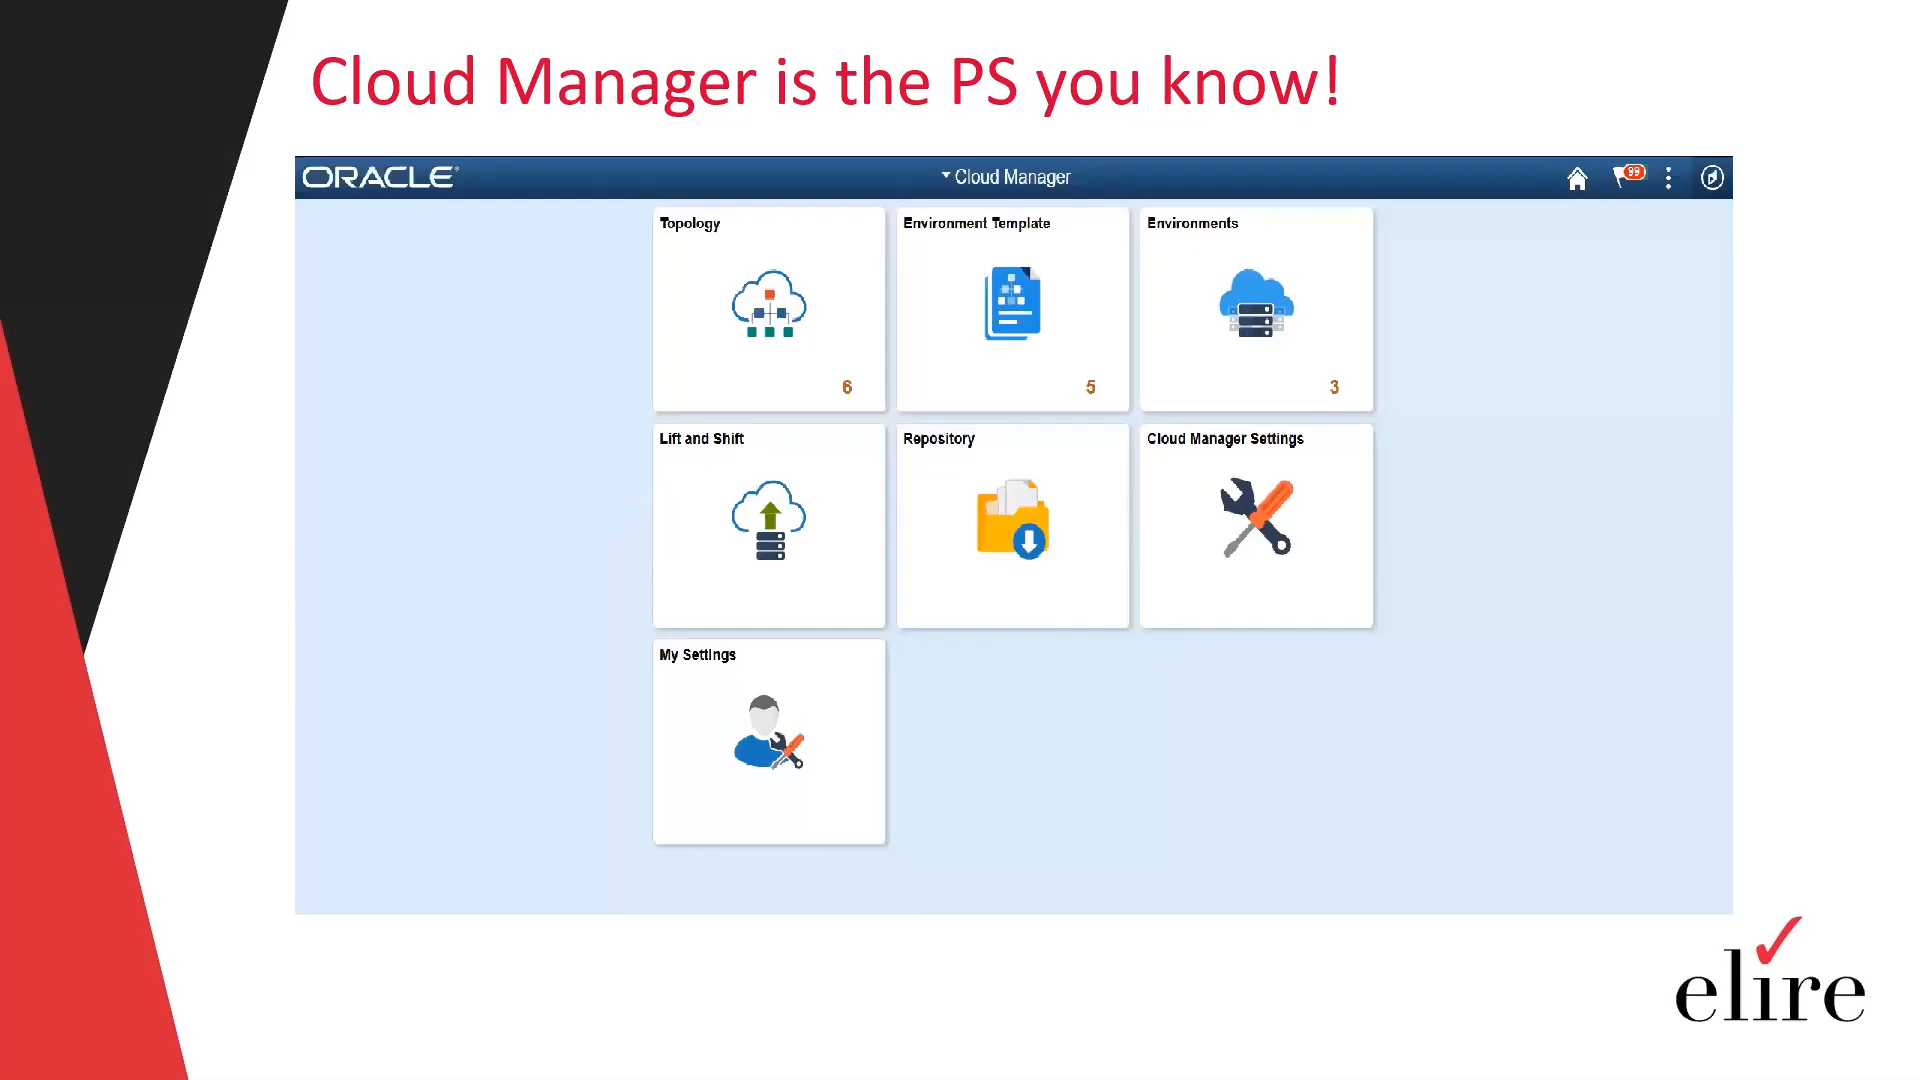 Cloud Manager is the PS you know!
ORACLE
Cloud Manager
99
Topology
Environment Template
Environments
6
5
3
Lift and Shift
Repository
Cloud Manager Settings
My Settings
elire